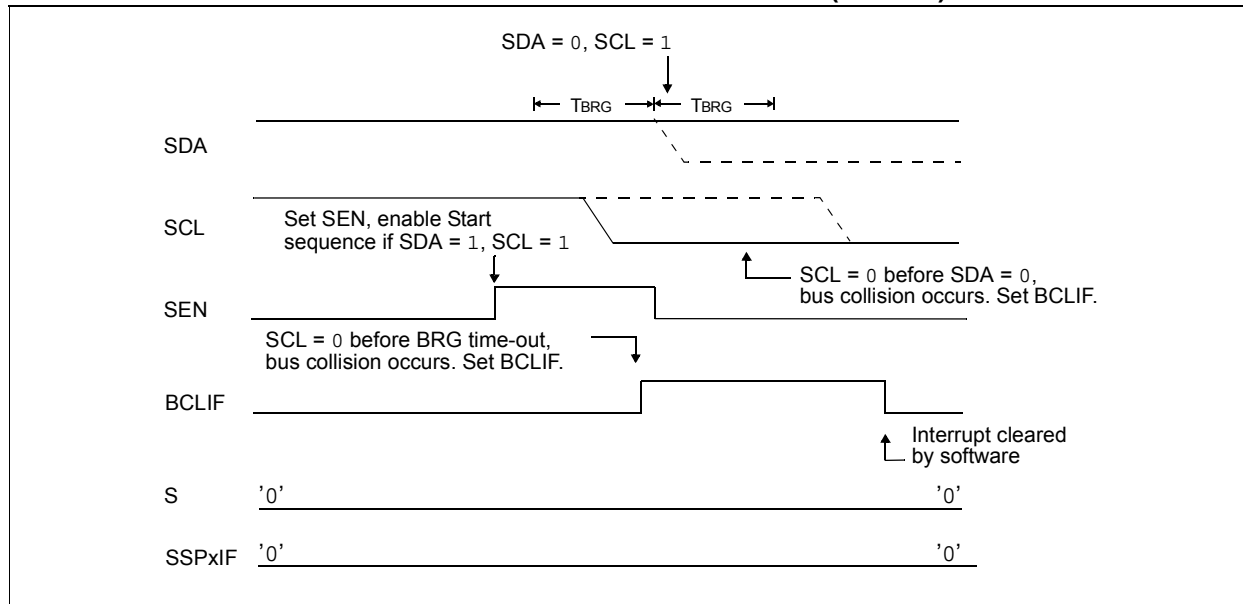 SDA = 0, SCL = 1
TBRG TBRG
SDA
SCL
Set SEN, enable Start
sequence if SDA = 1, SCL = 1
SCL = 0 before SDA = 0,
bus collision occurs. Set BCLIF.
SEN
SCL = 0 before BRG time-out,
bus collision occurs. Set BCLIF.
BCLIF
Interrupt cleared
by software
S '0' '0'
SSPxIF '0' '0'